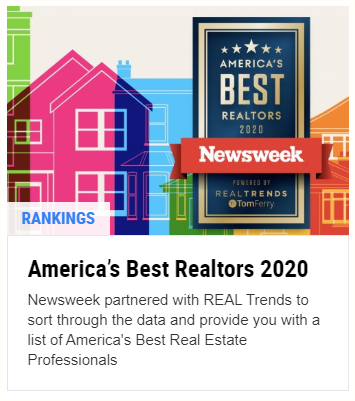 AMERICA'S
BEST
REALTORS
2020
Newsweek
POWERED BY
REALTRENDS
TomFerry
RANKINGS
America's Best Realtors 2020
Newsweek partnered with REAL Trends to
sort through the data and provide you with a
list of America's Best Real Estate
Professionals